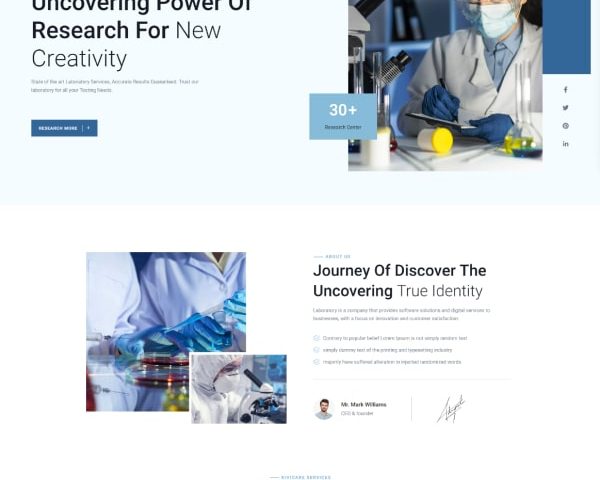 Uncovering Power Of
Research For New
Creativity
State of the art Laboratory Services, Accurate Results Guaranteed. Trust our
laboratory for all your Testing Needs.
RESEARCH MORE +
30+
Research Center
ABOUT US
Journey Of Discover The
Uncovering True Identity
Laboratory is a company that provides software solutions and digital services to
businesses, with a focus on innovation and customer satisfaction.
Contrary to popular belief Lorem Ipsum is not simply random text
simply dummy text of the printing and typesetting industry
majority have suffered alteration in injected randomised words
Mr. Mark Williams
CEO & founder
KIVICARE SERVICES